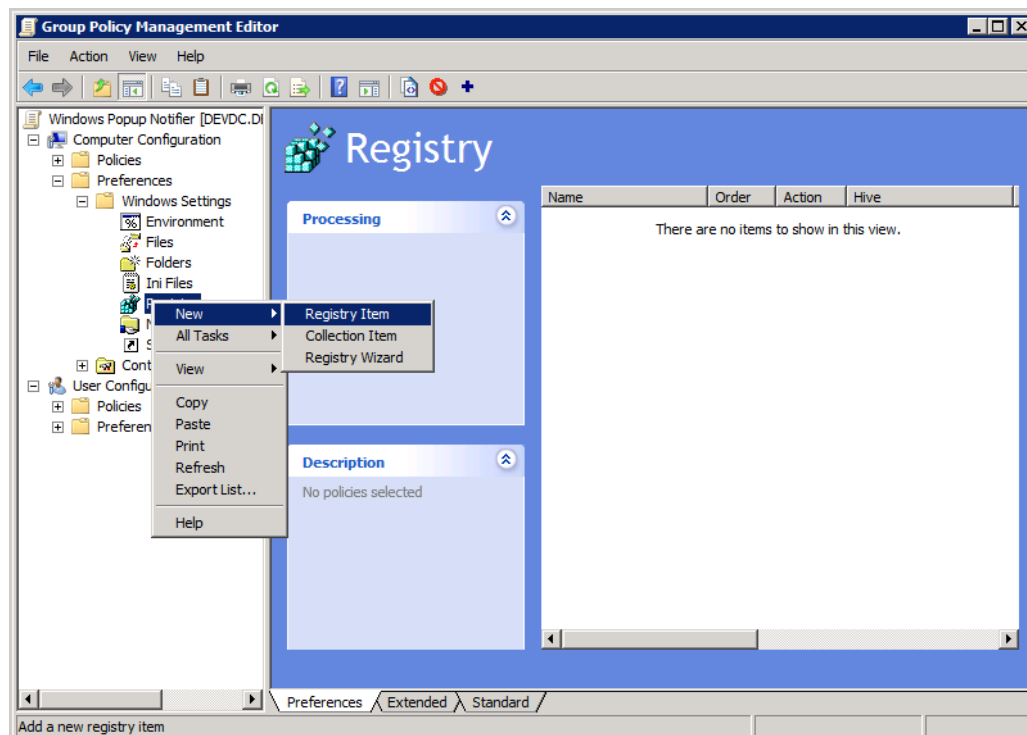 Group Policy Management Editor
File Action View Help
Windows Popup Notifier [DEVDC.DI
Computer Configuration
Policies
Preferences
Windows Settings
Environment
Files
Folders
Ini Files
Cont
User Configu
Policies
Preferen
New
All Tasks
View
Copy
Paste
Print
Refresh
Export List...
Help
Registry Item
Collection Item
Registry Wizard
Registry
Processing
Description
No policies selected
Name Order Action Hive
There are no items to show in this view.
Preferences Extended Standard
Add a new registry item